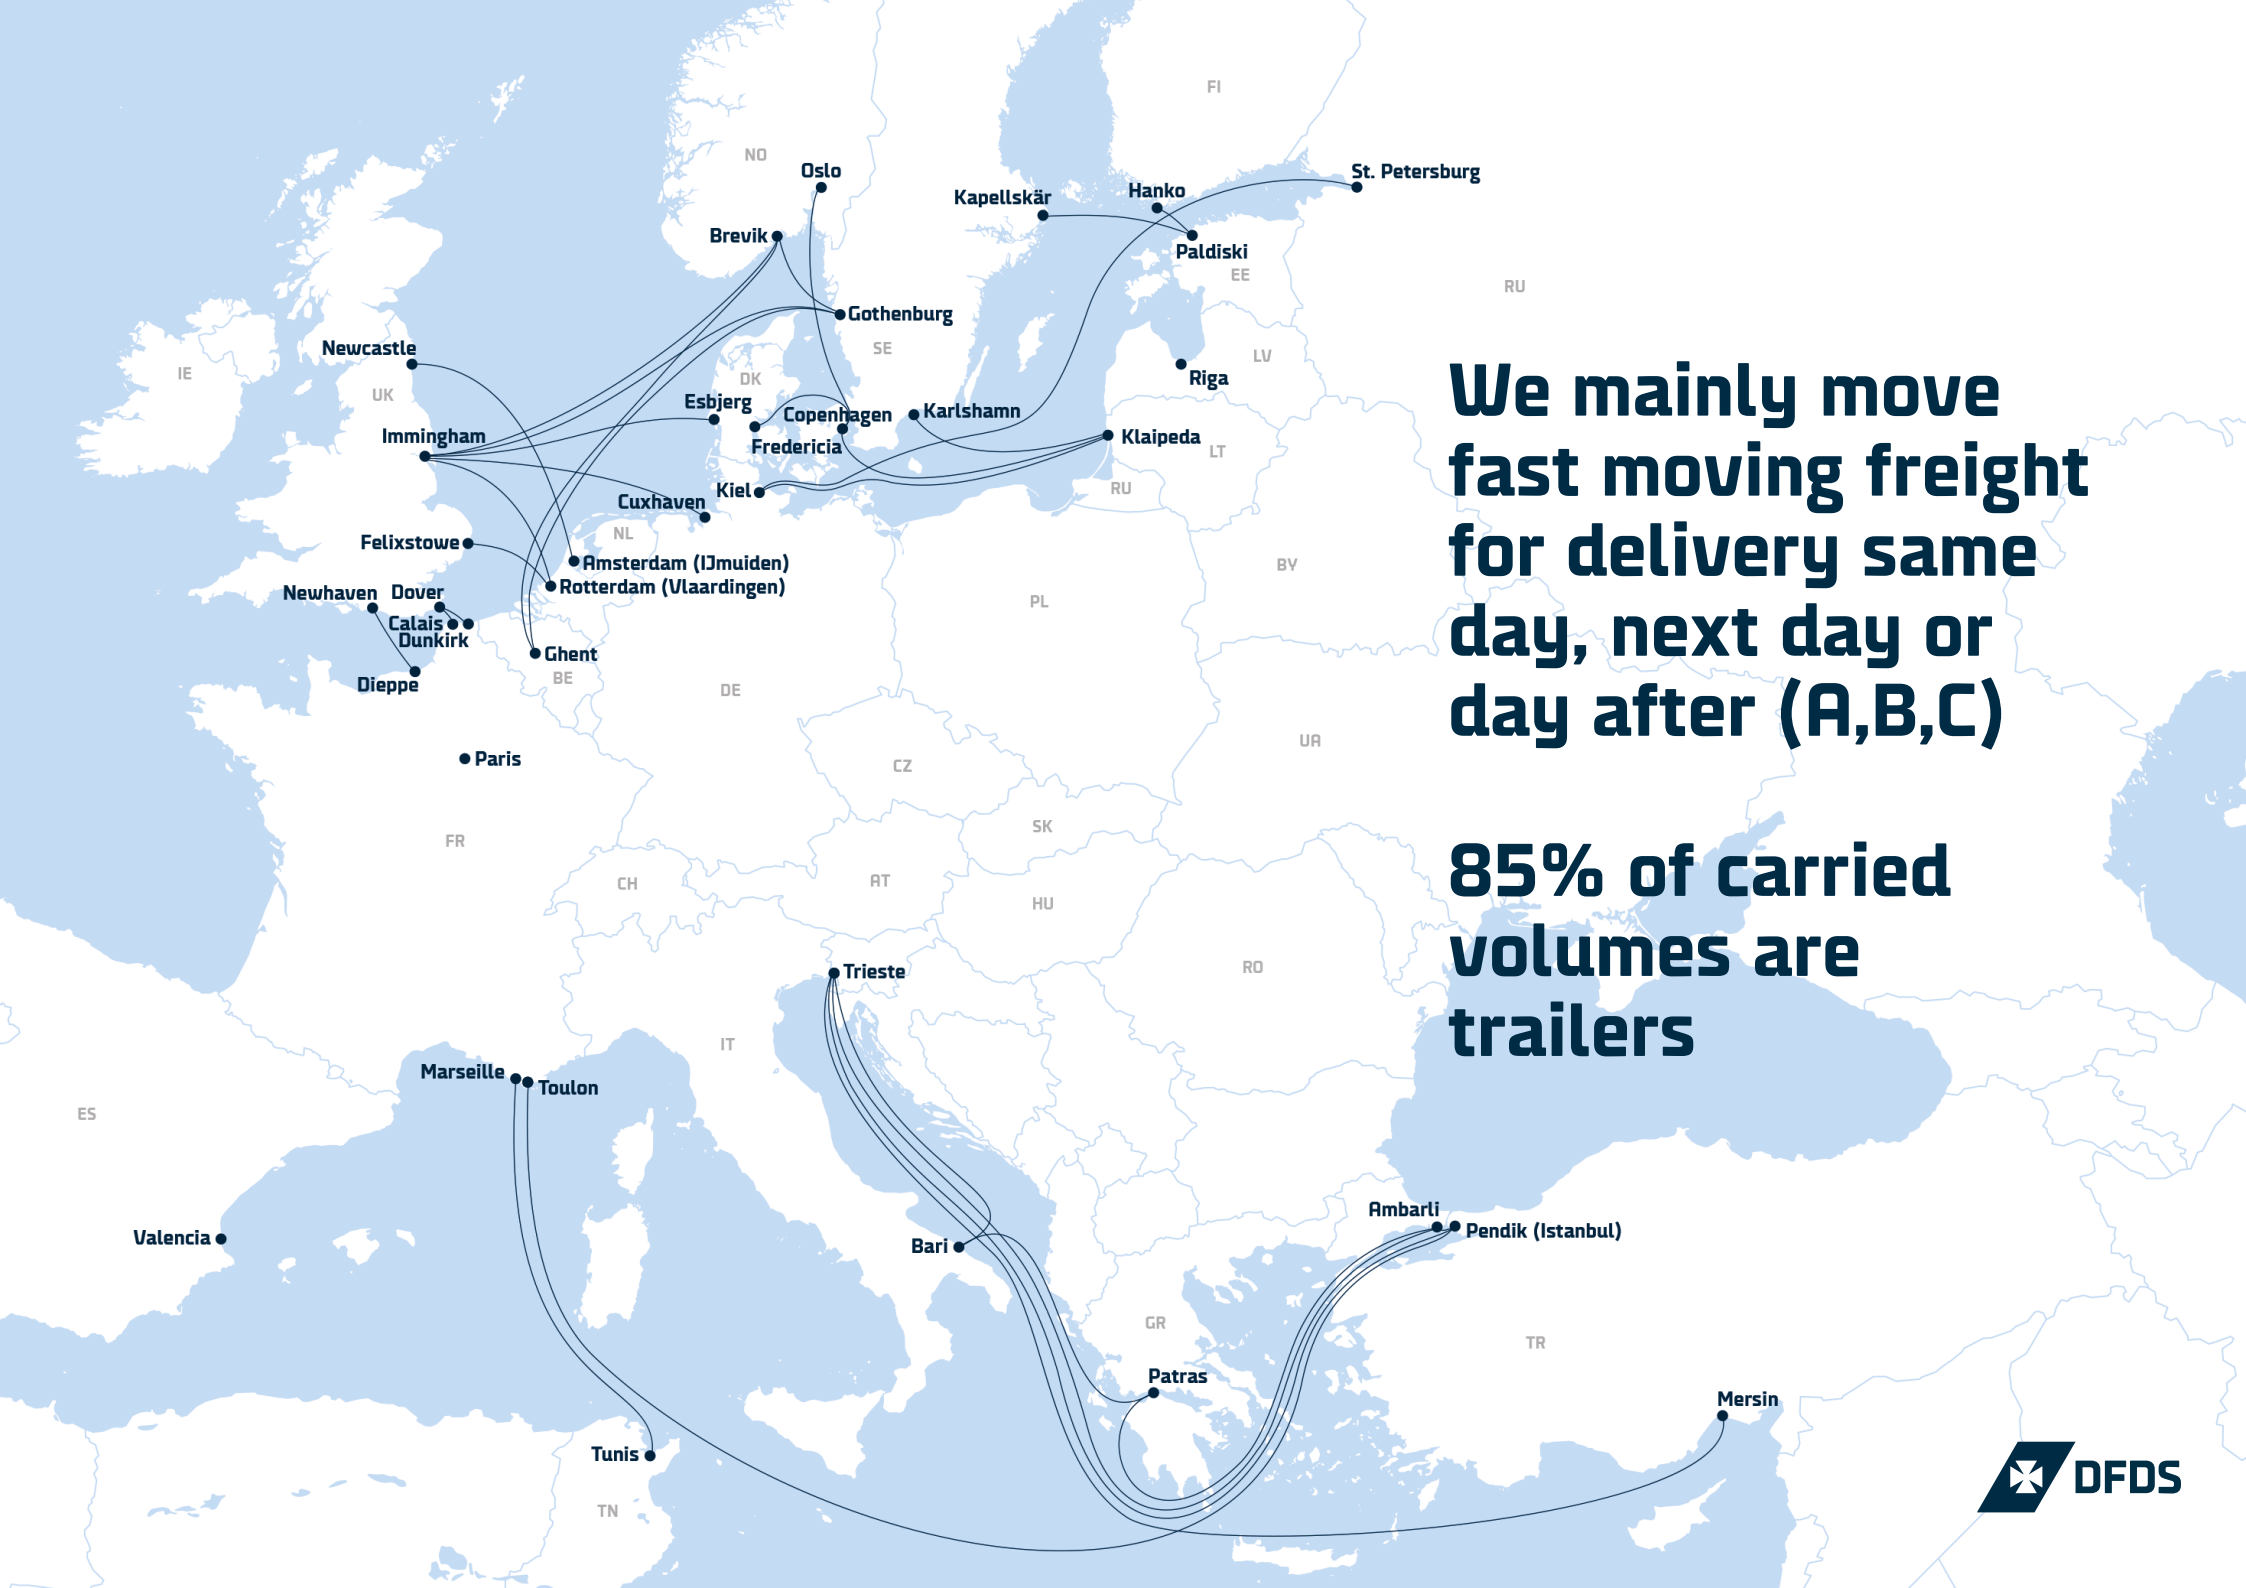 FI
NO
Oslo
St. Petersburg
Kapellskär
Hanko
Brevik
Paldiski
EE
RU
Gothenburg
Newcastle
SE
LV
IE
DK
Riga
UK
Esbjerg
Copenhagen
Karlshamn
Immingham
Fredericia
Klaipeda
LT
Kiel
RU
Cuxhaven
NL
Felixstowe
Amsterdam (IJmuiden)
BY
Rotterdam (Vlaardingen)
Newhaven
Dover
PL
Calais
Dunkirk
Ghent
BE
Dieppe
DE
UA
Paris
CZ
SK
FR
CH
AT
HU
RO
Trieste
IT
Marseille
Toulon
ES
Ambarli
Pendik (Istanbul)
Valencia
Bari
GR
TR
Patras
Mersin
Tunis
TN
We mainly move
fast moving freight
for delivery same
day, next day or
day after (A,B,C)
85% of carried
volumes are
trailers
DFDS